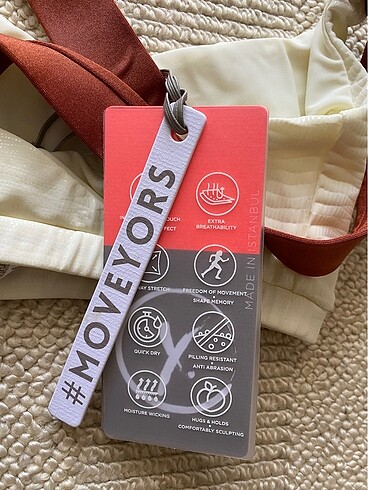 #MOVEYORS
EXTRA
BREATHABILITY
FREEDOM OF MOVEMENT
SHAPE MEMORY
STRETCH
QUICK DRY
PILLING RESISTANT
+
ANTI ABRASION
MOISTURE WICKING
HUGS & HOLDS
+
COMFORTABLY SCULPTING
MADE IN ISTANBUL